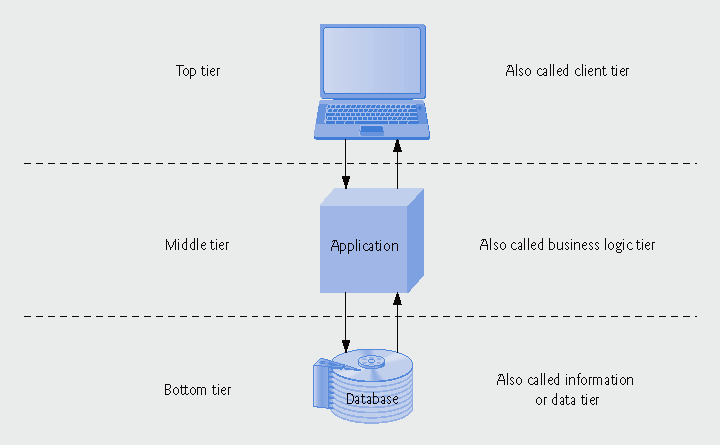 Top tier
Also called client tier
Middle tier
Application
Also called business logic tier
Bottom tier
Database
Also called information
or data tier